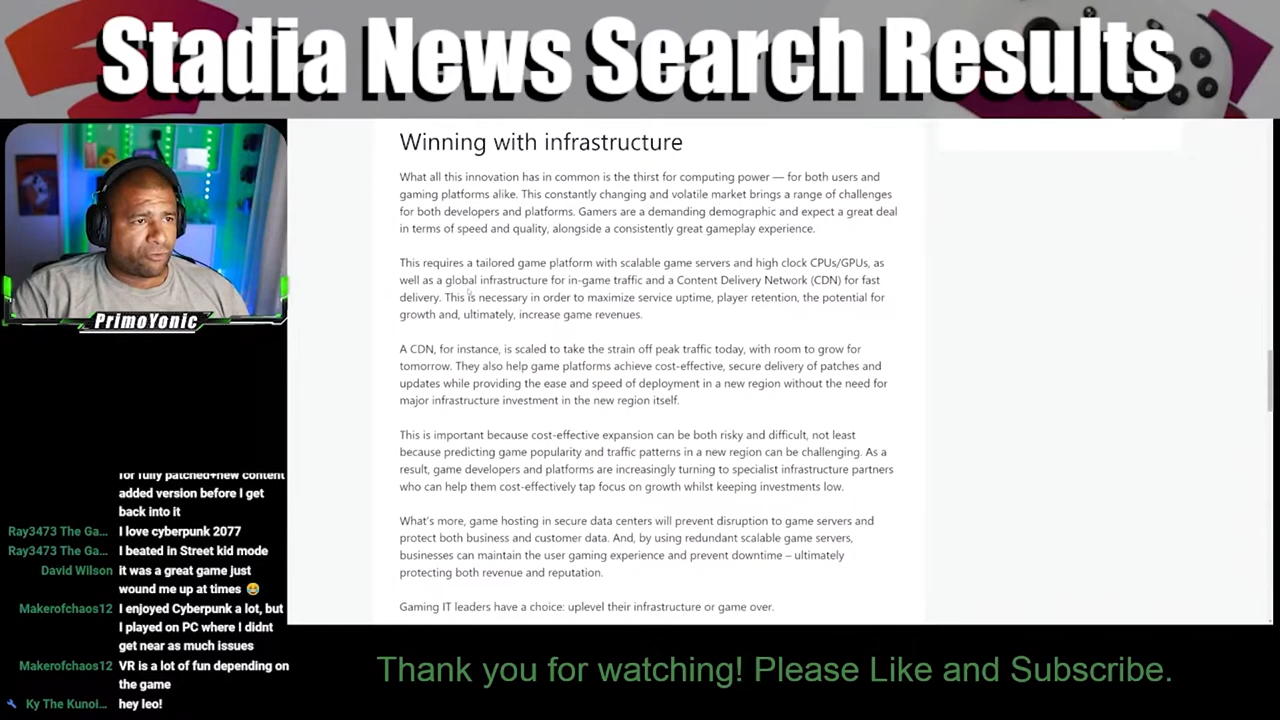 Stadia News Search Results
Winning with infrastructure
What all this innovation has in common is the thirst for computing power — for both users and
gaming platforms alike. This constantly changing and volatile market brings a range of challenges
for both developers and platforms. Gamers are a demanding demographic and expect a great deal
in terms of speed and quality, alongside a consistently great gameplay experience.
This requires a tailored game platform with scalable game servers and high clock CPUs/GPUs, as
well as a global infrastructure for in-game traffic and a Content Delivery Network (CDN) for fast
delivery. This is necessary in order to maximize service uptime, player retention, the potential for
growth and, ultimately, increase game revenues.
A CDN, for instance, is scaled to take the strain off peak traffic today, with room to grow for
tomorrow. They also help game platforms achieve cost-effective, secure delivery of patches and
updates while providing the ease and speed of deployment in a new region without the need for
major infrastructure investment in the new region itself.
This is important because cost-effective expansion can be both risky and difficult, not least
because predicting game popularity and traffic patterns in a new region can be challenging. As a
result, game developers and platforms are increasingly turning to specialist infrastructure partners
who can help them cost-effectively tap focus on growth whilst keeping investments low.
What's more, game hosting in secure data centers will prevent disruption to game servers and
protect both business and customer data. And, by using redundant scalable game servers,
businesses can maintain the user gaming experience and prevent downtime – ultimately
protecting both revenue and reputation.
Gaming IT leaders have a choice: uplevel their infrastructure or game over.
PrimoYonic
for fully patched+new content
added version before I get
back into it
Ray3473 The Ga... I love cyberpunk 2077
Ray3473 The Ga... I beated in Street kid mode
David Wilson it was a great game just
wound me up at times 😂
Makerofchaos12 I enjoyed Cyberpunk a lot, but
I played on PC where I didnt
get near as much issues
Makerofchaos12 VR is a lot of fun depending on
the game
Ky The Kunoi... hey leo!
Thank you for watching! Please Like and Subscribe.